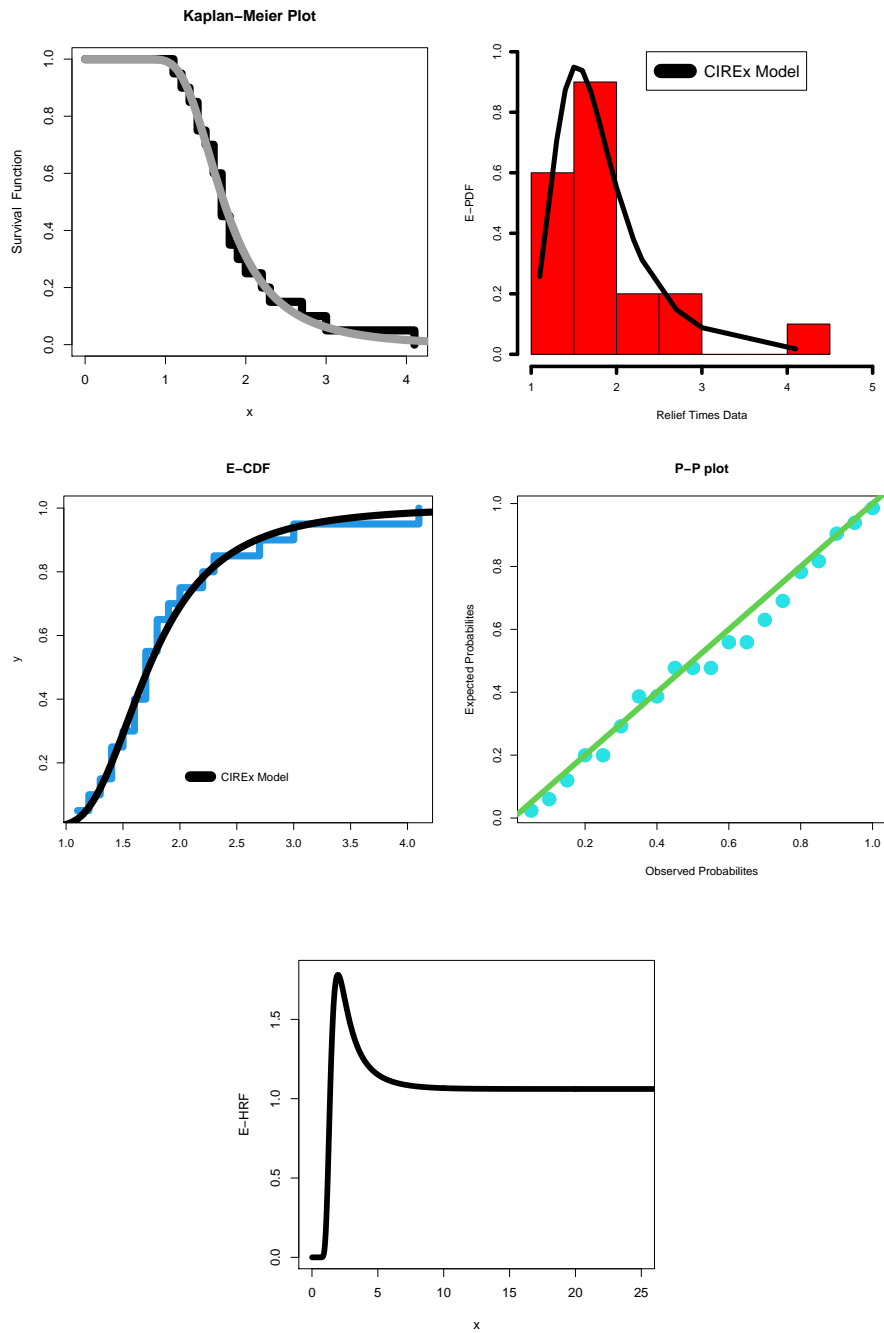 Kaplan−Meier Plot
Survival Function
1.0
0.8
0.6
0.4
0.2
0.0
0 1 2 3 4
x
CIREx Model
E−PDF
1.0
0.8
0.6
0.4
0.2
0.0
1 2 3 4 5
Relief Times Data
E−CDF
y
1.0
0.8
0.6
0.4
0.2
CIREx Model
1.0 1.5 2.0 2.5 3.0 3.5 4.0
P−P plot
Expected Probabilites
1.0
0.8
0.6
0.4
0.2
0.0
0.2 0.4 0.6 0.8 1.0
Observed Probabilites
E−HRF
1.5
1.0
0.5
0.0
0 5 10 15 20 25
x